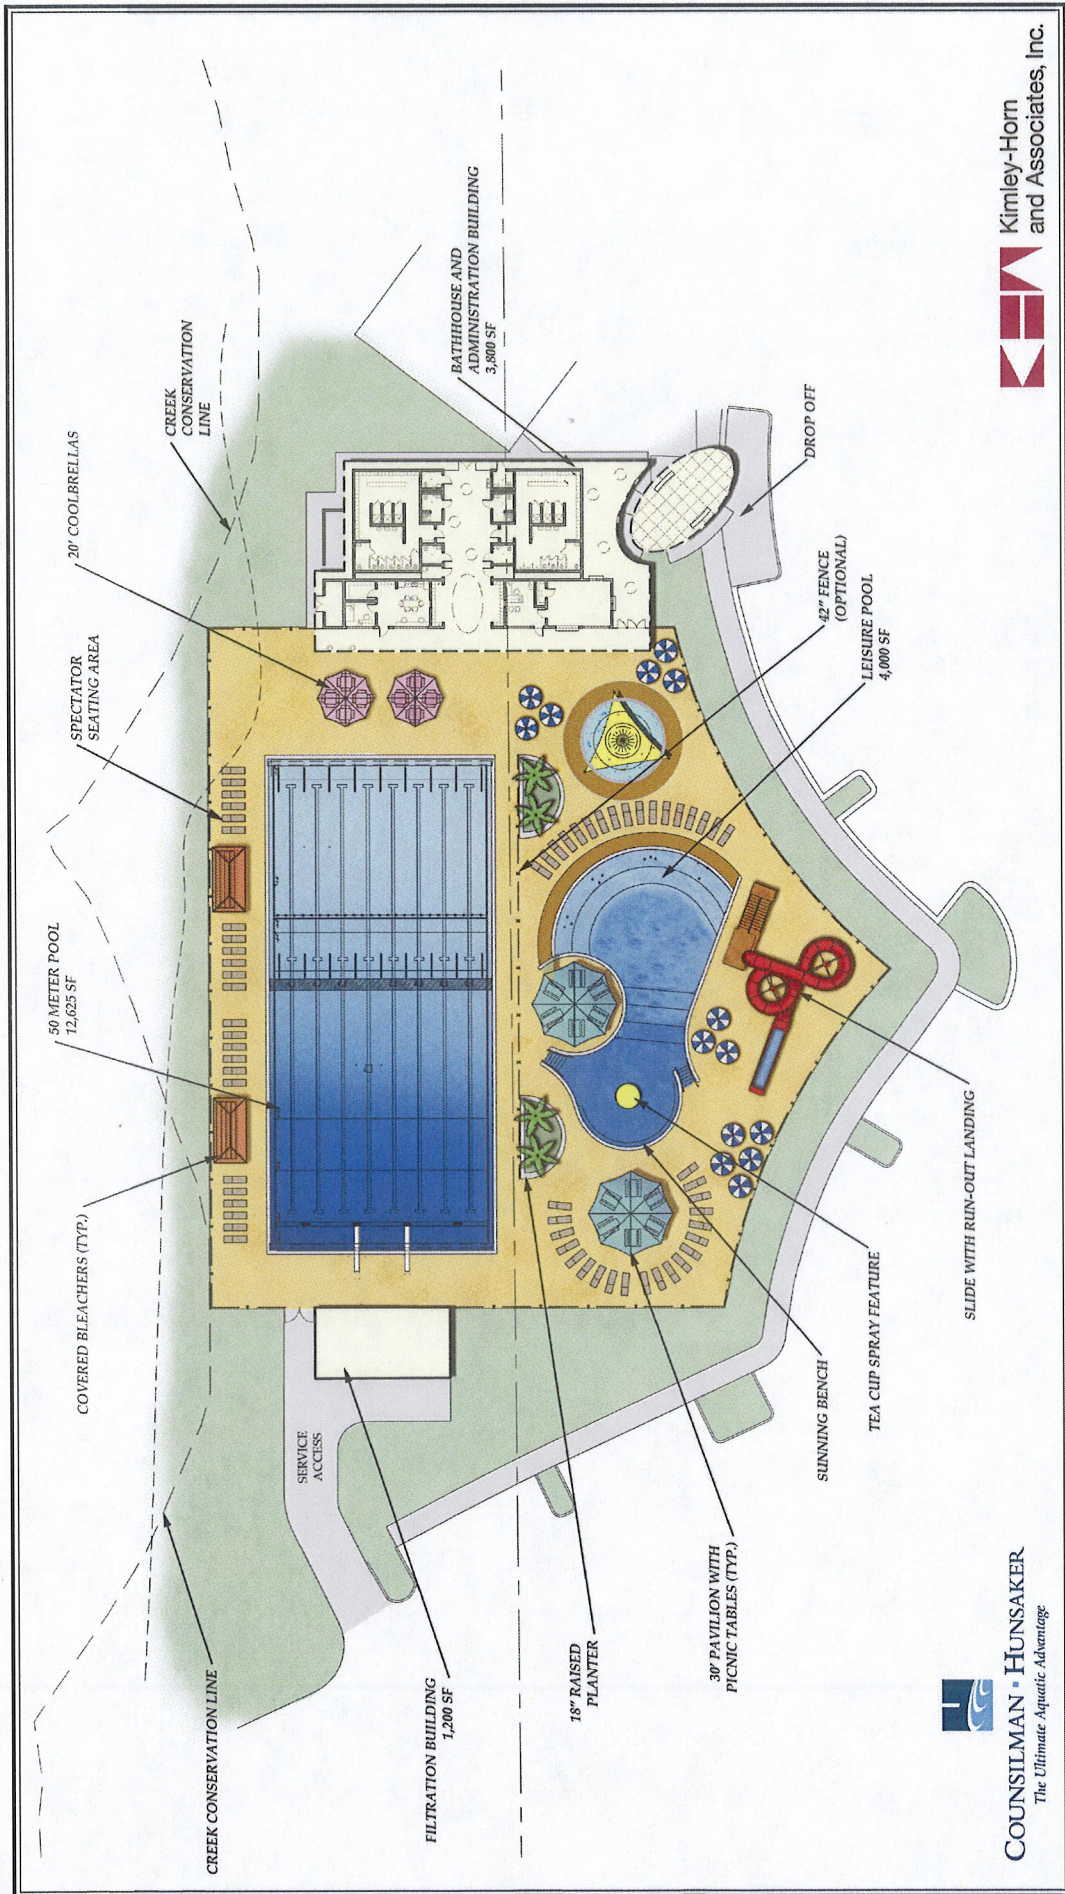 CREEK CONSERVATION LINE
COVERED BLEACHERS (TYP.)
50 METER POOL
12,625 SF
SPECTATOR
SEATING AREA
20' COOLBRELLAS
CREEK
CONSERVATION
LINE
BATHHOUSE AND
ADMINISTRATION BUILDING
3,800 SF
SERVICE
ACCESS
FILTRATION BUILDING
1,200 SF
18" RAISED
PLANTER
30' PAVILION WITH
PICNIC TABLES (TYP.)
SUNNING BENCH
TEA CUP SPRAY FEATURE
SLIDE WITH RUN-OUT LANDING
LEISURE POOL
4,000 SF
42" FENCE
(OPTIONAL)
DROP OFF
COUNSILMAN ▪ HUNSAKER
The Ultimate Aquatic Advantage
Kimley-Horn
and Associates, Inc.